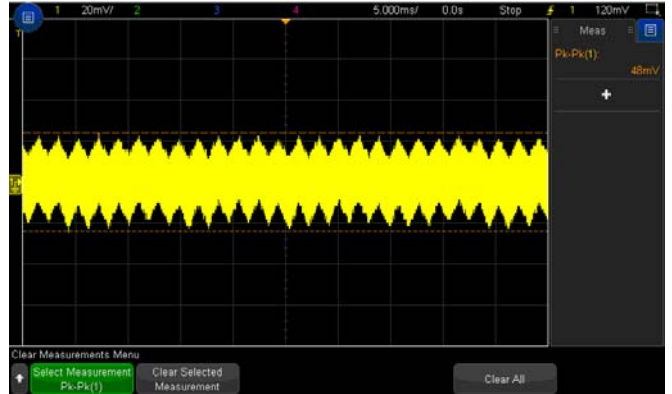 1 20mV/ 2 3 4 5.000ms/ 0.0s Stop 1 120mV
Meas
Pk-Pk(1):
48mV
+
Clear Measurements Menu
Select Measurement
Pk-Pk(1)
Clear Selected
Measurement
Clear All